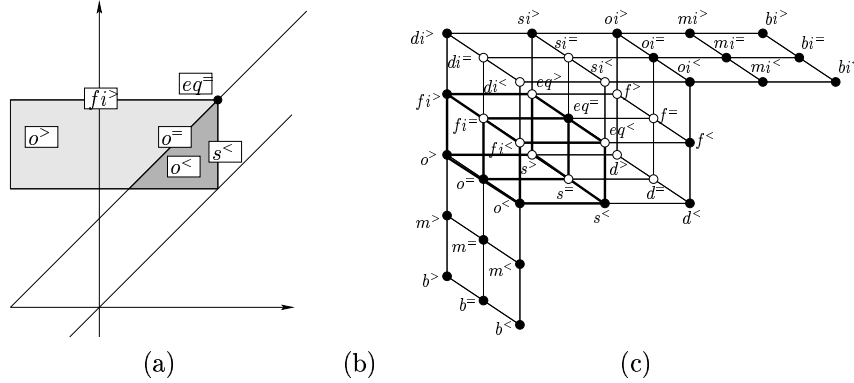 eq⁼
fi^>
o^>
o⁼
o^<
s^<
(a)
(b)
di^>
si^>
oi^>
mi^>
bi^>
di⁼
si⁼
oi⁼
mi⁼
bi⁼
di^<
si^<
oi^<
mi^<
bi
fi^>
eq^>
f^>
fi⁼
eq⁼
f⁼
fi^<
eq^<
f^<
o^>
s^>
d^>
o⁼
s⁼
d⁼
o^<
s^<
d^<
m^>
m⁼
m^<
b^>
b⁼
b^<
(c)